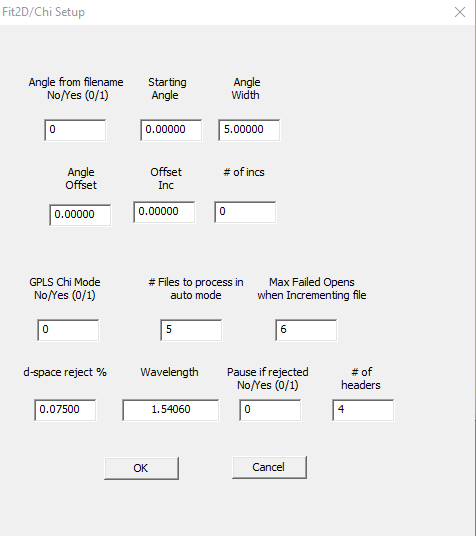 Fit2D/Chi Setup
Angle from filename Starting Angle
No/Yes (0/1) Angle Width
0 0.00000 5.00000
Angle Offset # of incs
Offset Inc
0.00000 0.00000 0
GPLS Chi Mode # Files to process in Max Failed Opens
No/Yes (0/1) auto mode when Incrementing file
0 5 6
d-space reject % Wavelength Pause if rejected # of
No/Yes (0/1) headers
0.07500 1.54060 0 4
OK Cancel